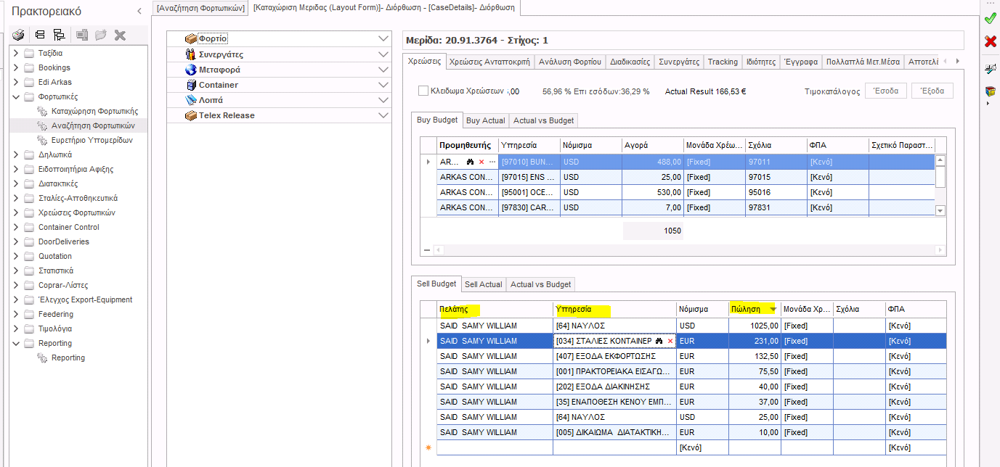 Πρακτορειακό
Ταξίδια
Bookings
Edi Arkas
Φορτωτικές
Καταχώρηση Φορτωτικής
Αναζήτηση Φορτωτικών
Ευρετήριο Υπομερίδων
Δηλωτικά
Ειδοποιητήρια Αφιξης
Διατακτικές
Σταλίες-Αποθηκευτικά
Χρεώσεις Φορτωτικών
Container Control
DoorDeliveries
Quotation
Στατιστικά
Coprar-Λίστες
Έλεγχος Export-Equipment
Feedering
Τιμολόγια
Reporting
Reporting
[Αναζήτηση Φορτωτικών] [Καταχώριση Μεριδας (Layout Form)]- Διόρθωση - [CaseDetails]- Διόρθωση
Φορτίο
Συνεργάτες
Μεταφορά
Container
Λοιπά
Telex Release
Μερίδα: 20.91.3764 - Στίχος: 1
Χρεώσεις Χρεώσεις Ανταποκριτή Ανάλυση Φορτίου Διαδικασίες Συνεργάτες Tracking Ιδιότητες Έγγραφα Πολλαπλά Μετ.Μέσα Αποτελέ
Κλειδωμα Χρεώσεων ,00 56,96 % Επι εσόδων:36,29 % Actual Result 166,53 € Τιμοκατάλογος Έσοδα Έξοδα
Buy Budget Buy Actual Actual vs Budget
Προμηθευτής Υπηρεσία Νόμισμα Αγορά Μονάδα Χρέω... Σχόλια ΦΠΑ Σχετικό Παραστ...
AR... [97010] BUN... USD 488,00 [Fixed] 97011 [Κενό]
ARKAS CON... [97015] ENS ... USD 25,00 [Fixed] 97015 [Κενό]
ARKAS CON... [95001] OCE... USD 530,00 [Fixed] 95016 [Κενό]
ARKAS CON... [97830] CAR... USD 7,00 [Fixed] 97831 [Κενό]
1050
Sell Budget Sell Actual Actual vs Budget
Πελάτης Υπηρεσία Νόμισμα Πώληση Μονάδα Χρ... Σχόλια ΦΠΑ
SAID SAMY WILLIAM [64] ΝΑΥΛΟΣ USD 1025,00 [Fixed] [Κενό]
SAID SAMY WILLIAM [034] ΣΤΑΛΙΕΣ ΚΟΝΤΑΙΝΕΡ EUR 231,00 [Fixed] [Κενό]
SAID SAMY WILLIAM [407] ΕΞΟΔΑ ΕΚΦΟΡΤΩΣΗΣ EUR 132,50 [Fixed] [Κενό]
SAID SAMY WILLIAM [001] ΠΡΑΚΤΟΡΕΙΑΚΑ ΕΙΣΑΓΩ... EUR 75,50 [Fixed] [Κενό]
SAID SAMY WILLIAM [202] ΕΞΟΔΑ ΔΙΑΚΙΝΗΣΗΣ EUR 40,00 [Fixed] [Κενό]
SAID SAMY WILLIAM [35] ΕΝΑΠΟΘΕΣΗ ΚΕΝΟΥ ΕΜΠ... EUR 37,00 [Fixed] [Κενό]
SAID SAMY WILLIAM [64] ΝΑΥΛΟΣ USD 25,00 [Fixed] [Κενό]
SAID SAMY WILLIAM [005] ΔΙΚΑΙΩΜΑ ΔΙΑΤΑΚΤΙΚΗ... EUR 10,00 [Fixed] [Κενό]
[Κενό] [Κενό]